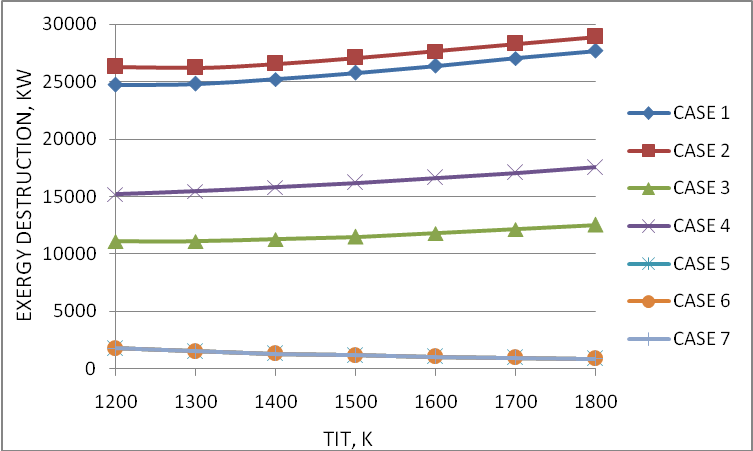 30000
25000
20000
15000
10000
5000
0
EXERGY DESTRUCTION, KW
1200 1300 1400 1500 1600 1700 1800
TIT, K
CASE 1
CASE 2
CASE 3
CASE 4
CASE 5
CASE 6
CASE 7